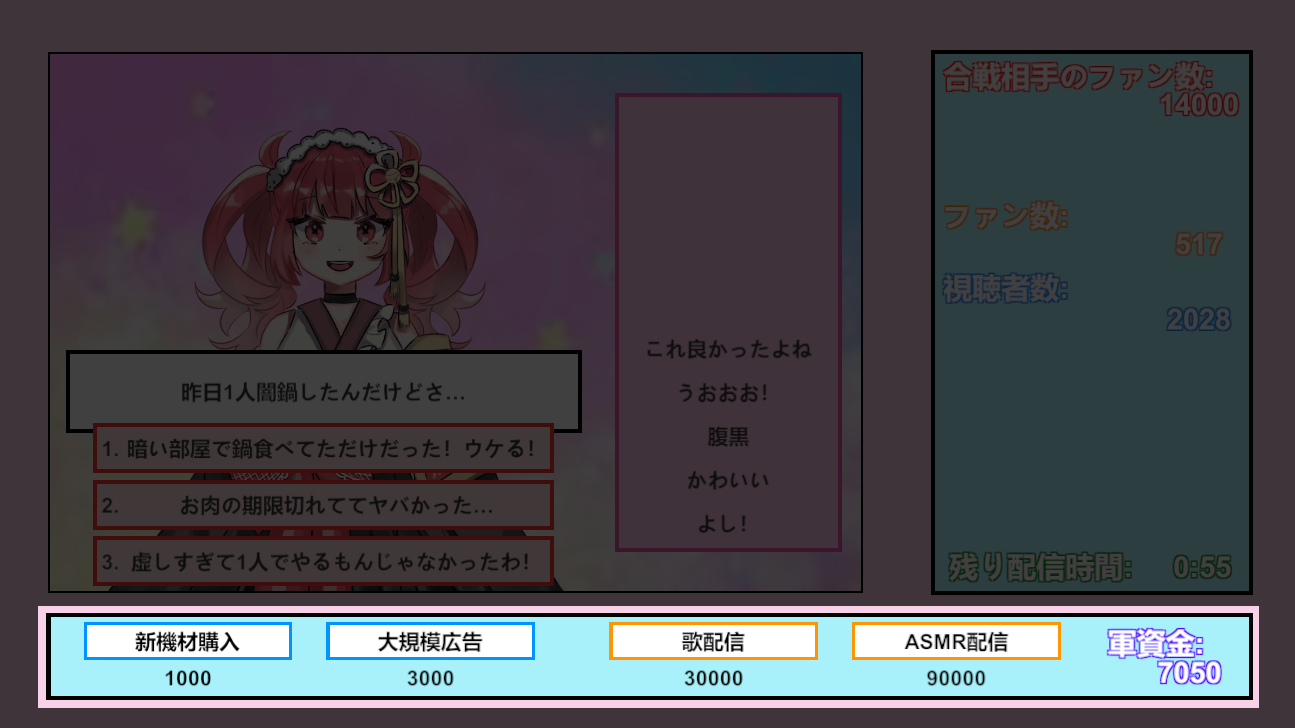 合戦相手のファン数:
14000
ファン数:
517
視聴者数:
2028
残り配信時間: 0:55
昨日1人闇鍋したんだけどさ…
1. 暗い部屋で鍋食べてただけだった！ウケる！
2. お肉の期限切れててヤバかった…
3. 虚しすぎて1人でやるもんじゃなかったわ！
これ良かったよね
うおおお！
腹黒
かわいい
よし！
新機材購入 大規模広告 歌配信 ASMR配信 軍資金:
1000 3000 30000 90000 7050